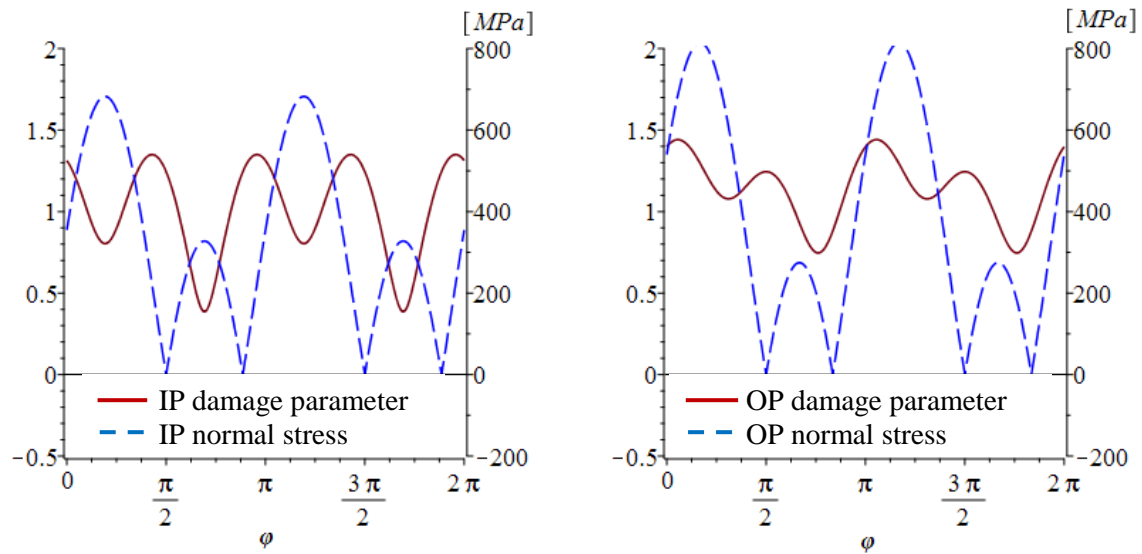 [MPa]
2
800
1.5
600
1
400
0.5
200
0
0
IP damage parameter
IP normal stress
−0.5
−200
0
π/2
π
3π/2
2π
φ
[MPa]
2
800
1.5
600
1
400
0.5
200
0
0
OP damage parameter
OP normal stress
−0.5
−200
0
π/2
π
3π/2
2π
φ